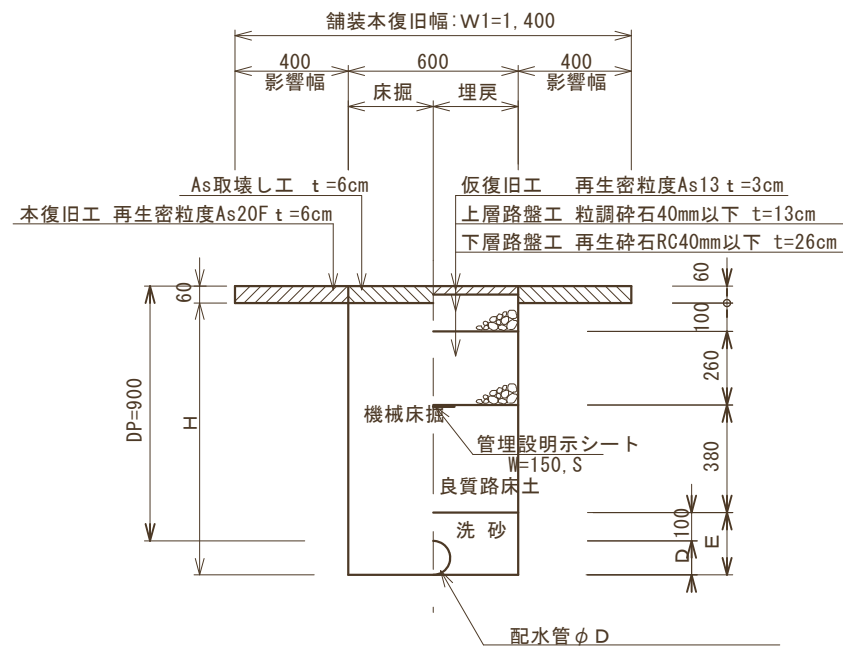 舗装本復旧幅:W1=1,400
400
600
400
影響幅
影響幅
床掘
埋戻
As取壊し工 t=6cm
仮復旧工 再生密粒度As13 t=3cm
本復旧工 再生密粒度As20F t=6cm
上層路盤工 粒調砕石40mm以下 t=13cm
下層路盤工 再生砕石RC40mm以下 t=26cm
60
60
100
260
DP=900
H
機械床掘
管埋設明示シート
W=150,S
380
良質路床土
洗 砂
100
D
E
配水管φD